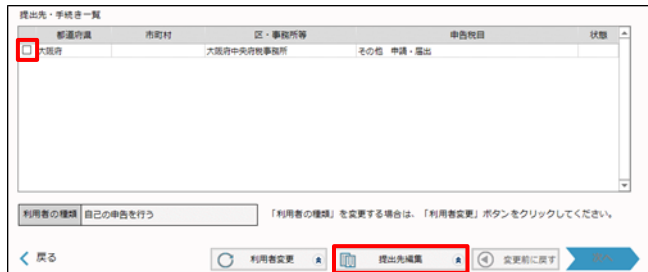 提出先・手続き一覧
都道府県 市町村 区・事務所等 申告税目 状態
大阪府 大阪府中央府税事務所 その他 申請・届出
利用者の種類 自己の申告を行う 「利用者の種類」を変更する場合は、「利用者変更」ボタンをクリックしてください。
戻る 利用者変更 提出先編集 変更前に戻す